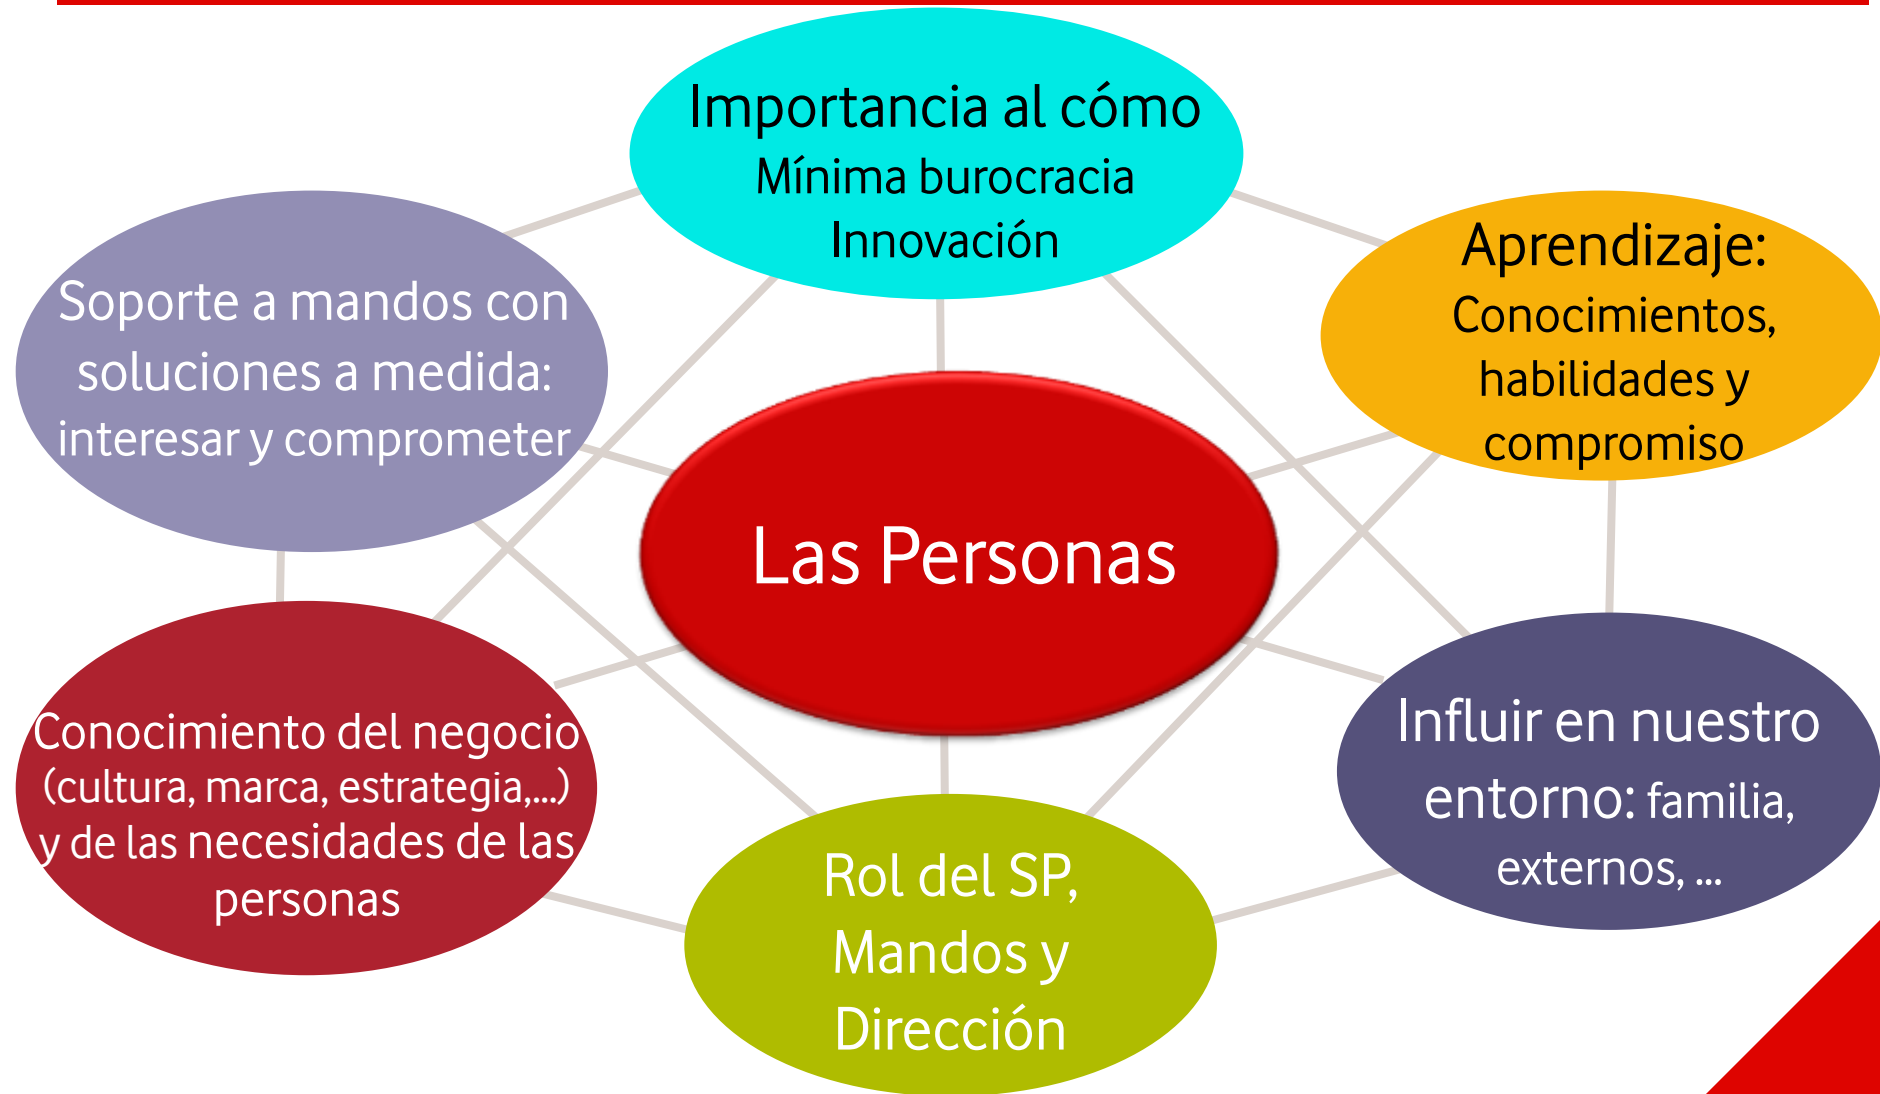 Importancia al cómo
Mínima burocracia
Innovación
Soporte a mandos con
soluciones a medida:
interesar y comprometer
Aprendizaje:
Conocimientos,
habilidades y
compromiso
Las Personas
Conocimiento del negocio
(cultura, marca, estrategia,...)
y de las necesidades de las
personas
Influir en nuestro
entorno: familia,
externos, ...
Rol del SP,
Mandos y
Dirección